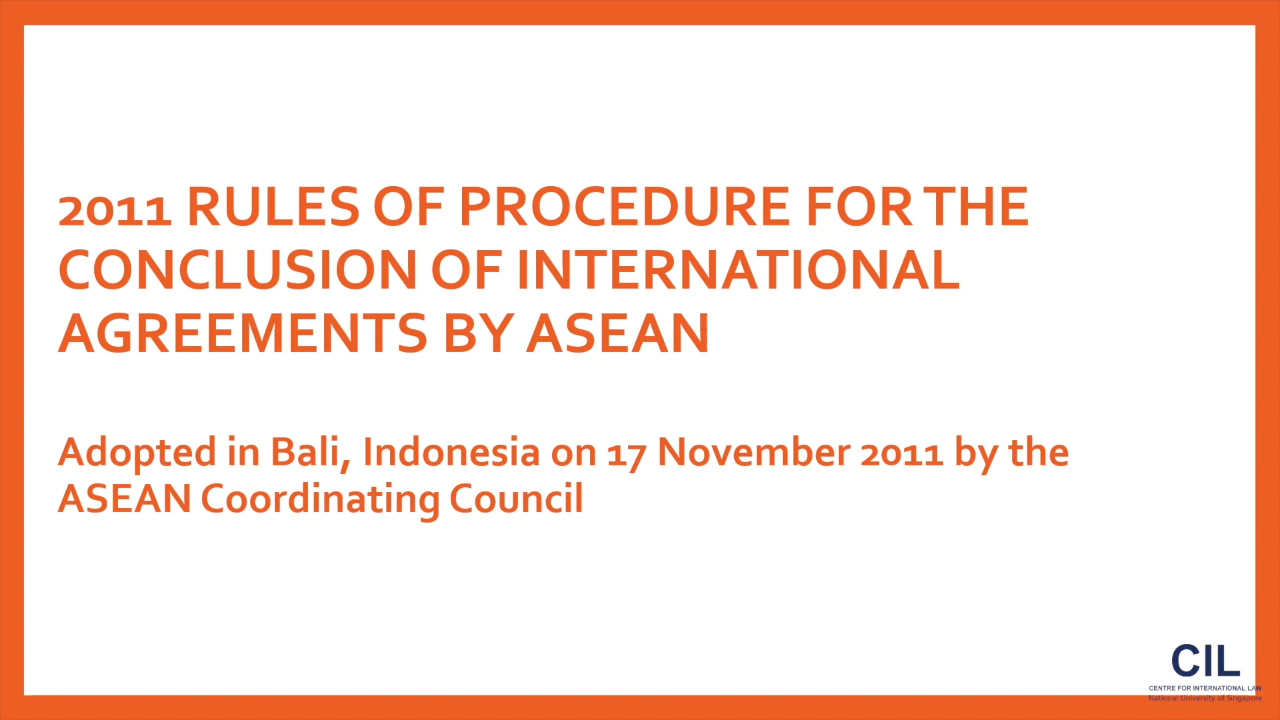 2011 RULES OF PROCEDURE FOR THE
CONCLUSION OF INTERNATIONAL
AGREEMENTS BY ASEAN
Adopted in Bali, Indonesia on 17 November 2011 by the
ASEAN Coordinating Council
CIL
CENTRE FOR INTERNATIONAL LAW
National University of Singapore